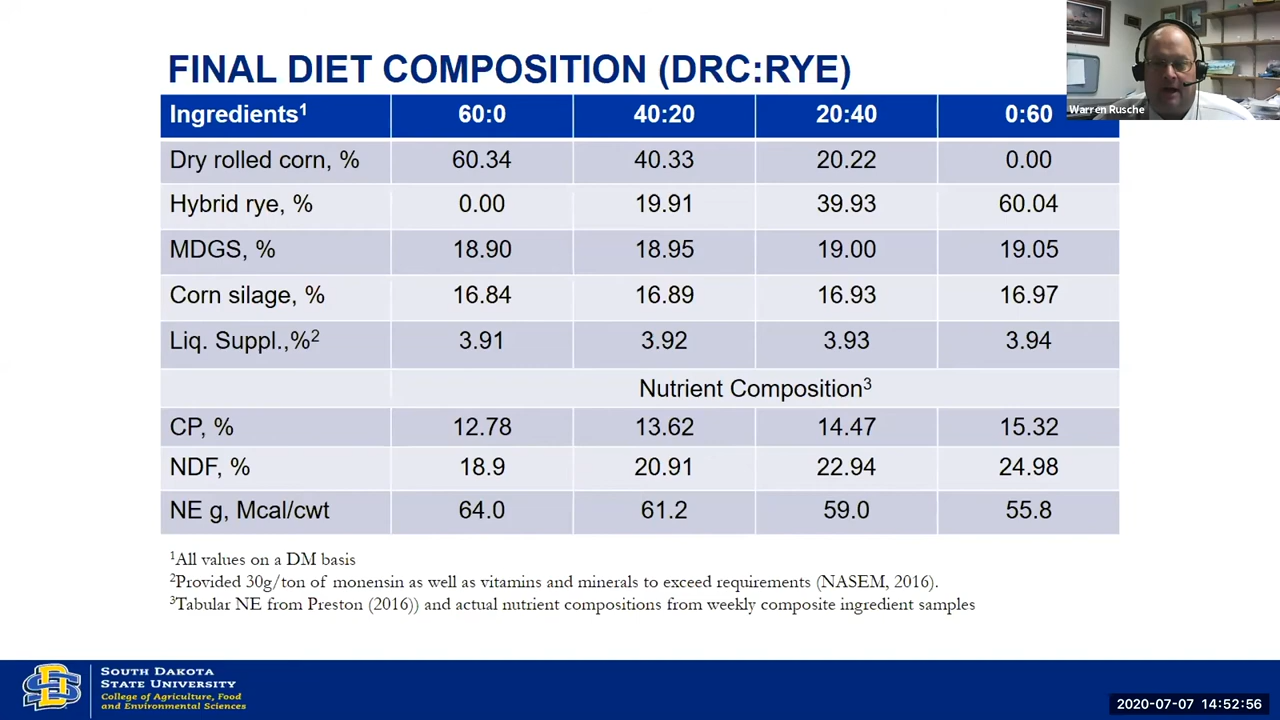 FINAL DIET COMPOSITION (DRC:RYE)
Warren Rusche
Ingredients¹ 60:0 40:20 20:40 0:60
Dry rolled corn, % 60.34 40.33 20.22 0.00
Hybrid rye, % 0.00 19.91 39.93 60.04
MDGS, % 18.90 18.95 19.00 19.05
Corn silage, % 16.84 16.89 16.93 16.97
Liq. Suppl.,%² 3.91 3.92 3.93 3.94
Nutrient Composition³
CP, % 12.78 13.62 14.47 15.32
NDF, % 18.9 20.91 22.94 24.98
NE g, Mcal/cwt 64.0 61.2 59.0 55.8
¹All values on a DM basis
²Provided 30g/ton of monensin as well as vitamins and minerals to exceed requirements (NASEM, 2016).
³Tabular NE from Preston (2016)) and actual nutrient compositions from weekly composite ingredient samples
SOUTH DAKOTA
STATE UNIVERSITY
College of Agriculture, Food
and Environmental Sciences
2020-07-07 14:52:56